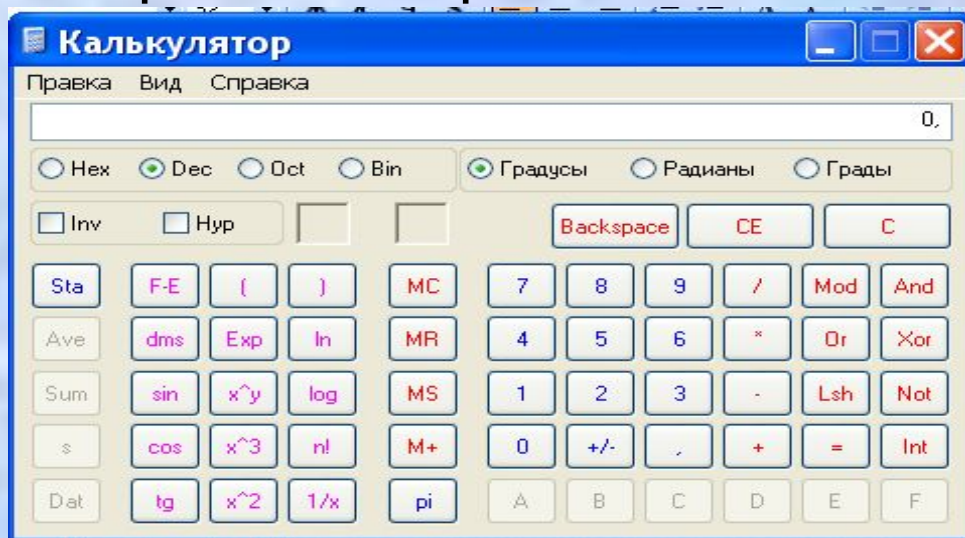 Калькулятор
Правка Вид Справка
0,
Hex Dec Oct Bin Градусы Радианы Грады
Inv Hyp Backspace CE C
Sta F-E ( ) MC 7 8 9 / Mod And
Ave dms Exp ln MR 4 5 6 * Or Xor
Sum sin x^y log MS 1 2 3 - Lsh Not
s cos x^3 n! M+ 0 +/- , + = Int
Dat tg x^2 1/x pi A B C D E F